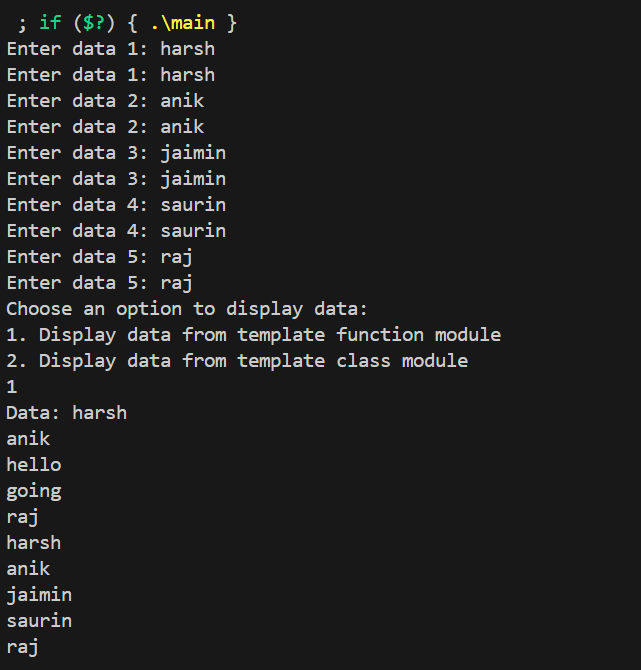 ; if ($?) { .\main }
Enter data 1: harsh
Enter data 1: harsh
Enter data 2: anik
Enter data 2: anik
Enter data 3: jaimin
Enter data 3: jaimin
Enter data 4: saurin
Enter data 4: saurin
Enter data 5: raj
Enter data 5: raj
Choose an option to display data:
1. Display data from template function module
2. Display data from template class module
1
Data: harsh
anik
hello
going
raj
harsh
anik
jaimin
saurin
raj